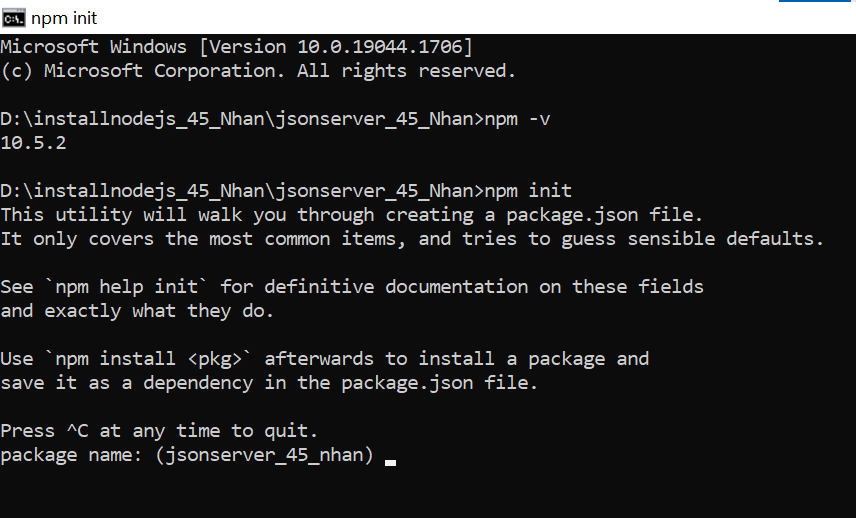 npm init
Microsoft Windows [Version 10.0.19044.1706]
(c) Microsoft Corporation. All rights reserved.
D:\installnodejs_45_Nhan\jsonserver_45_Nhan>npm -v
10.5.2
D:\installnodejs_45_Nhan\jsonserver_45_Nhan>npm init
This utility will walk you through creating a package.json file.
It only covers the most common items, and tries to guess sensible defaults.
See `npm help init` for definitive documentation on these fields
and exactly what they do.
Use `npm install <pkg>` afterwards to install a package and
save it as a dependency in the package.json file.
Press ^C at any time to quit.
package name: (jsonserver_45_nhan)